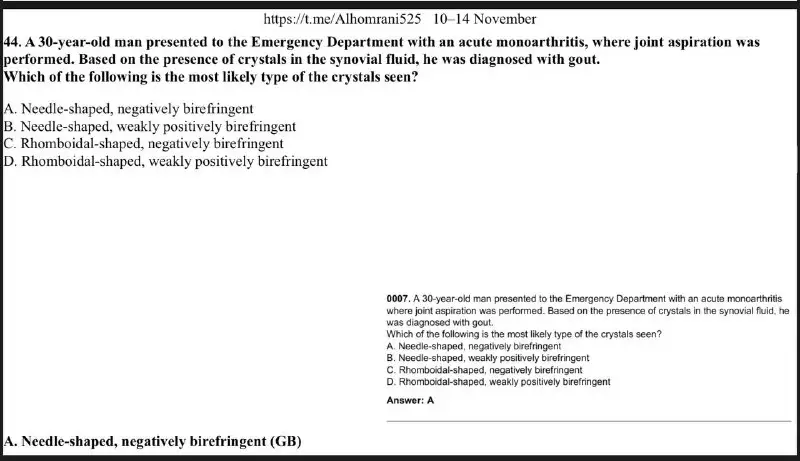 https://t.me/Alhomrani525 10–14 November
44. A 30-year-old man presented to the Emergency Department with an acute monoarthritis, where joint aspiration was
performed. Based on the presence of crystals in the synovial fluid, he was diagnosed with gout.
Which of the following is the most likely type of the crystals seen?
A. Needle-shaped, negatively birefringent
B. Needle-shaped, weakly positively birefringent
C. Rhomboidal-shaped, negatively birefringent
D. Rhomboidal-shaped, weakly positively birefringent
0007. A 30-year-old man presented to the Emergency Department with an acute monoarthritis
where joint aspiration was performed. Based on the presence of crystals in the synovial fluid, he
was diagnosed with gout.
Which of the following is the most likely type of the crystals seen?
A. Needle-shaped, negatively birefringent
B. Needle-shaped, weakly positively birefringent
C. Rhomboidal-shaped, negatively birefringent
D. Rhomboidal-shaped, weakly positively birefringent
Answer: A
A. Needle-shaped, negatively birefringent (GB)